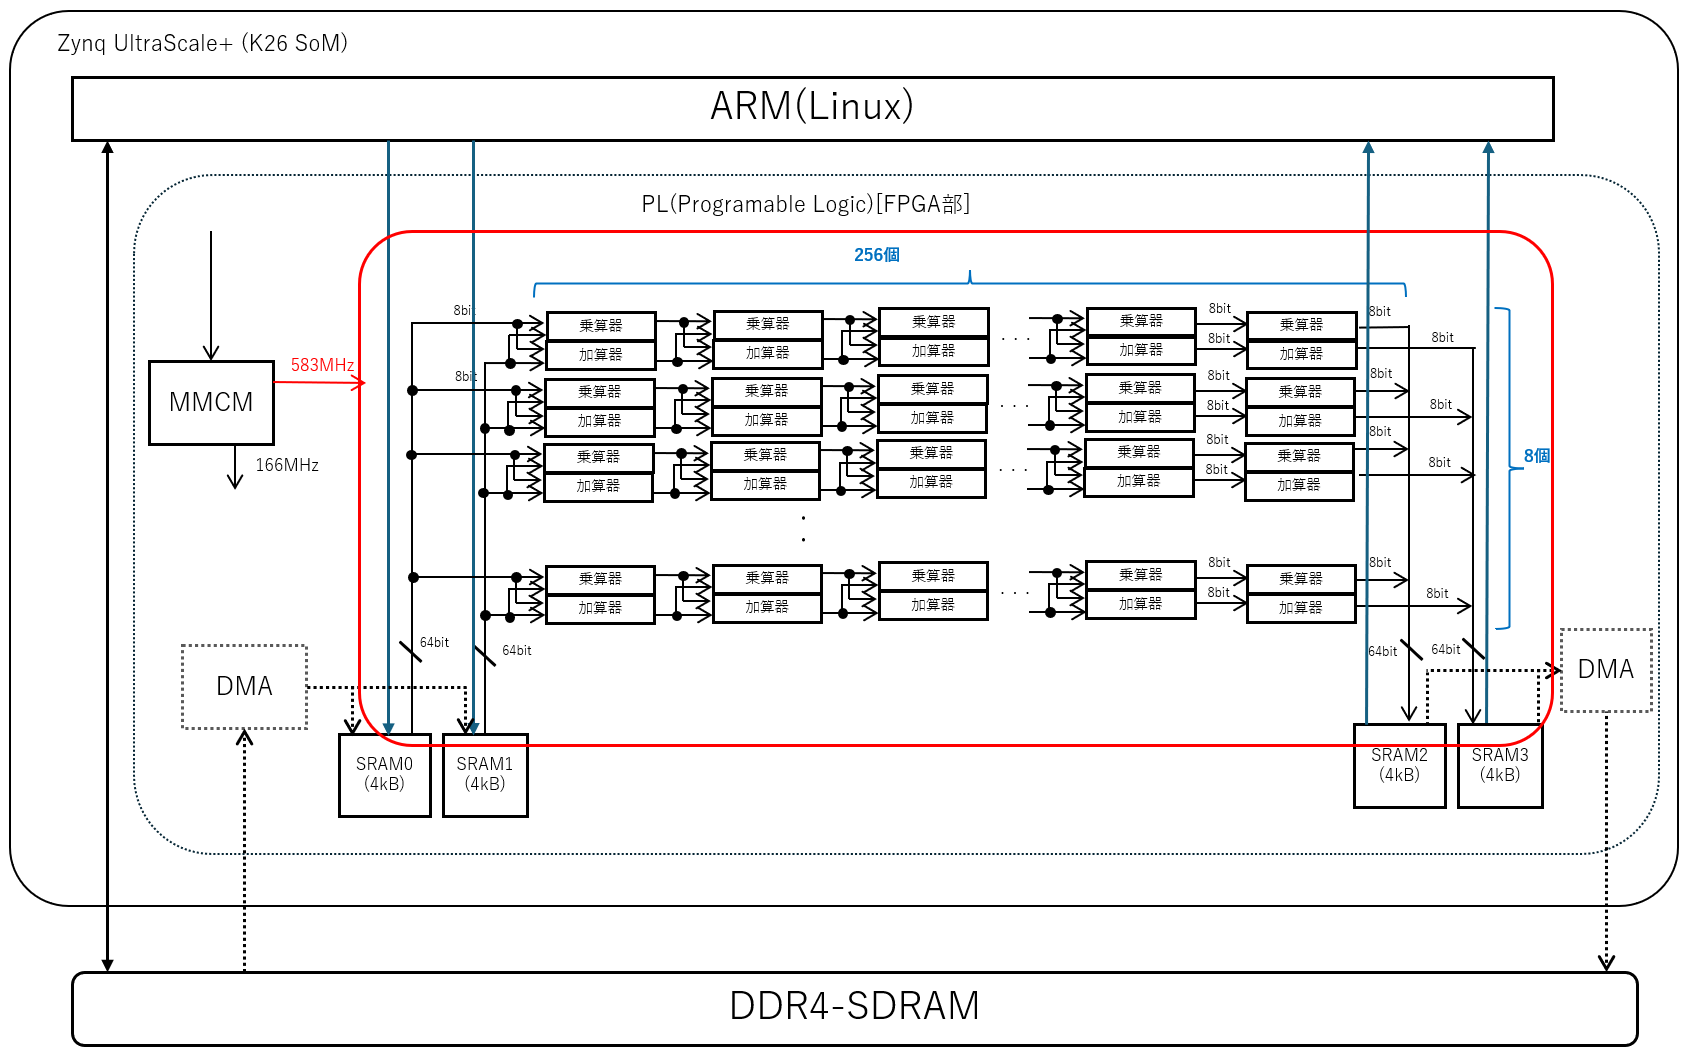 Zynq UltraScale+ (K26 SoM)
ARM(Linux)
PL(Programable Logic)[FPGA部]
256個
8bit
乗算器
加算器
乗算器
加算器
乗算器
加算器
・・・
乗算器
加算器
8bit
8bit
乗算器
加算器
8bit
8bit
583MHz
MMCM
166MHz
8bit
乗算器
加算器
乗算器
加算器
乗算器
加算器
・・・
乗算器
加算器
8bit
8bit
乗算器
加算器
8bit
8bit
乗算器
加算器
乗算器
加算器
乗算器
加算器
・・・
乗算器
加算器
8bit
8bit
乗算器
加算器
8bit
8bit
8個
・
・
乗算器
加算器
乗算器
加算器
乗算器
加算器
・・・
乗算器
加算器
8bit
8bit
乗算器
加算器
8bit
8bit
64bit
64bit
64bit
64bit
DMA
DMA
SRAM0
(4kB)
SRAM1
(4kB)
SRAM2
(4kB)
SRAM3
(4kB)
DDR4-SDRAM